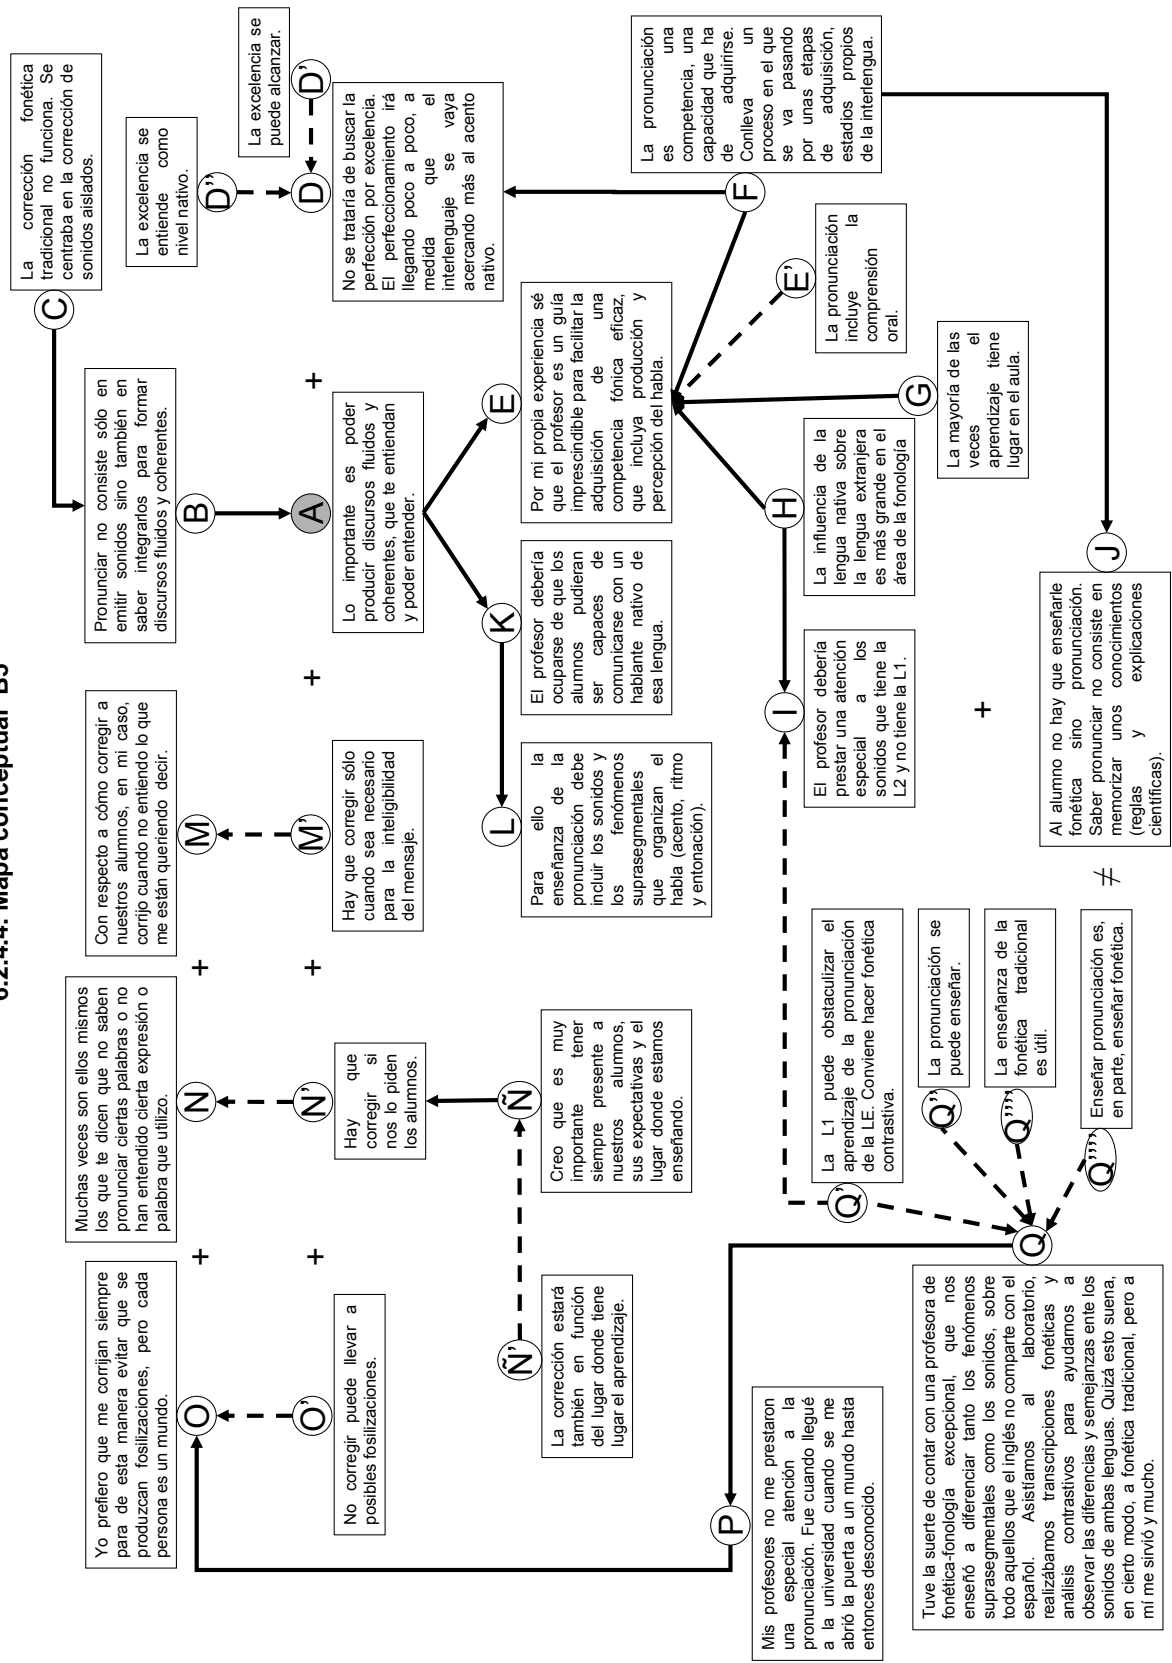 6.2.4.4. Mapa conceptual B5
Yo prefiero que me corrijan siempre
para de esta manera evitar que se
produzcan fosilizaciones, pero cada
persona es un mundo.
O
+
Muchas veces son ellos mismos
los que te dicen que no saben
pronunciar ciertas palabras o no
han entendido cierta expresión o
palabra que utilizo.
N
+
Con respecto a cómo corregir a
nuestros alumnos, en mi caso,
corrijo cuando no entiendo lo que
me están queriendo decir.
M
+
Pronunciar no consiste sólo en
emitir sonidos sino también en
saber integrarlos para formar
discursos fluidos y coherentes.
B
C
La corrección fonética
tradicional no funciona. Se
centraba en la corrección de
sonidos aislados.
La excelencia se
entiende como
nivel nativo.
D’’
La excelencia se
puede alcanzar.
D’
O’
No corregir puede llevar a
posibles fosilizaciones.
+
N’
Hay que
corregir si
nos lo piden
los alumnos.
+
M’
Hay que corregir sólo
cuando sea necesario
para la inteligibilidad
del mensaje.
+
A
Lo importante es poder
producir discursos fluidos y
coherentes, que te entiendan
y poder entender.
+
D
No se trataría de buscar la
perfección por excelencia.
El perfeccionamiento irá
llegando poco a poco, a
medida que el
interlenguaje se vaya
acercando más al acento
nativo.
Ñ’
La corrección estará
también en función
del lugar donde tiene
lugar el aprendizaje.
Ñ
Creo que es muy
importante tener
siempre presente a
nuestros alumnos,
sus expectativas y el
lugar donde estamos
enseñando.
L
Para ello la
enseñanza de la
pronunciación debe
incluir los sonidos y
los fenómenos
suprasegmentales
que organizan el
habla (acento, ritmo
y entonación).
K
El profesor debería
ocuparse de que los
alumnos pudieran
ser capaces de
comunicarse con un
hablante nativo de
esa lengua.
E
Por mi propia experiencia sé
que el profesor es un guía
imprescindible para facilitar la
adquisición de una
competencia fónica eficaz,
que incluya producción y
percepción del habla.
F
La pronunciación
es una
competencia, una
capacidad que ha
de adquirirse.
Conlleva un
proceso en el que
se va pasando
por unas etapas
de adquisición,
estadios propios
de la interlengua.
P
Mis profesores no me prestaron
una especial atención a la
pronunciación. Fue cuando llegué
a la universidad cuando se me
abrió la puerta a un mundo hasta
entonces desconocido.
I
El profesor debería
prestar una atención
especial a los
sonidos que tiene la
L2 y no tiene la L1.
+
H
La influencia de la
lengua nativa sobre
la lengua extranjera
es más grande en el
área de la fonología
E’
La pronunciación
incluye la
comprensión
oral.
G
La mayoría de las
veces el
aprendizaje tiene
lugar en el aula.
Q’
La L1 puede obstaculizar el
aprendizaje de la pronunciación
de la LE. Conviene hacer fonética
contrastiva.
Q’’
La pronunciación se
puede enseñar.
Q’’’
La enseñanza de la
fonética tradicional
es útil.
Q’’’’
Enseñar pronunciación es,
en parte, enseñar fonética.
≠
J
Al alumno no hay que enseñarle
fonética sino pronunciación.
Saber pronunciar no consiste en
memorizar unos conocimientos
(reglas y explicaciones
científicas).
Q
Tuve la suerte de contar con una profesora de
fonética-fonología excepcional, que nos
enseñó a diferenciar tanto los fenómenos
suprasegmentales como los sonidos, sobre
todo aquellos que el inglés no comparte con el
español. Asistíamos al laboratorio,
realizábamos transcripciones fonéticas y
análisis contrastivos para ayudarnos a
observar las diferencias y semejanzas entre los
sonidos de ambas lenguas. Quizá esto suena,
en cierto modo, a fonética tradicional, pero a
mí me sirvió y mucho.